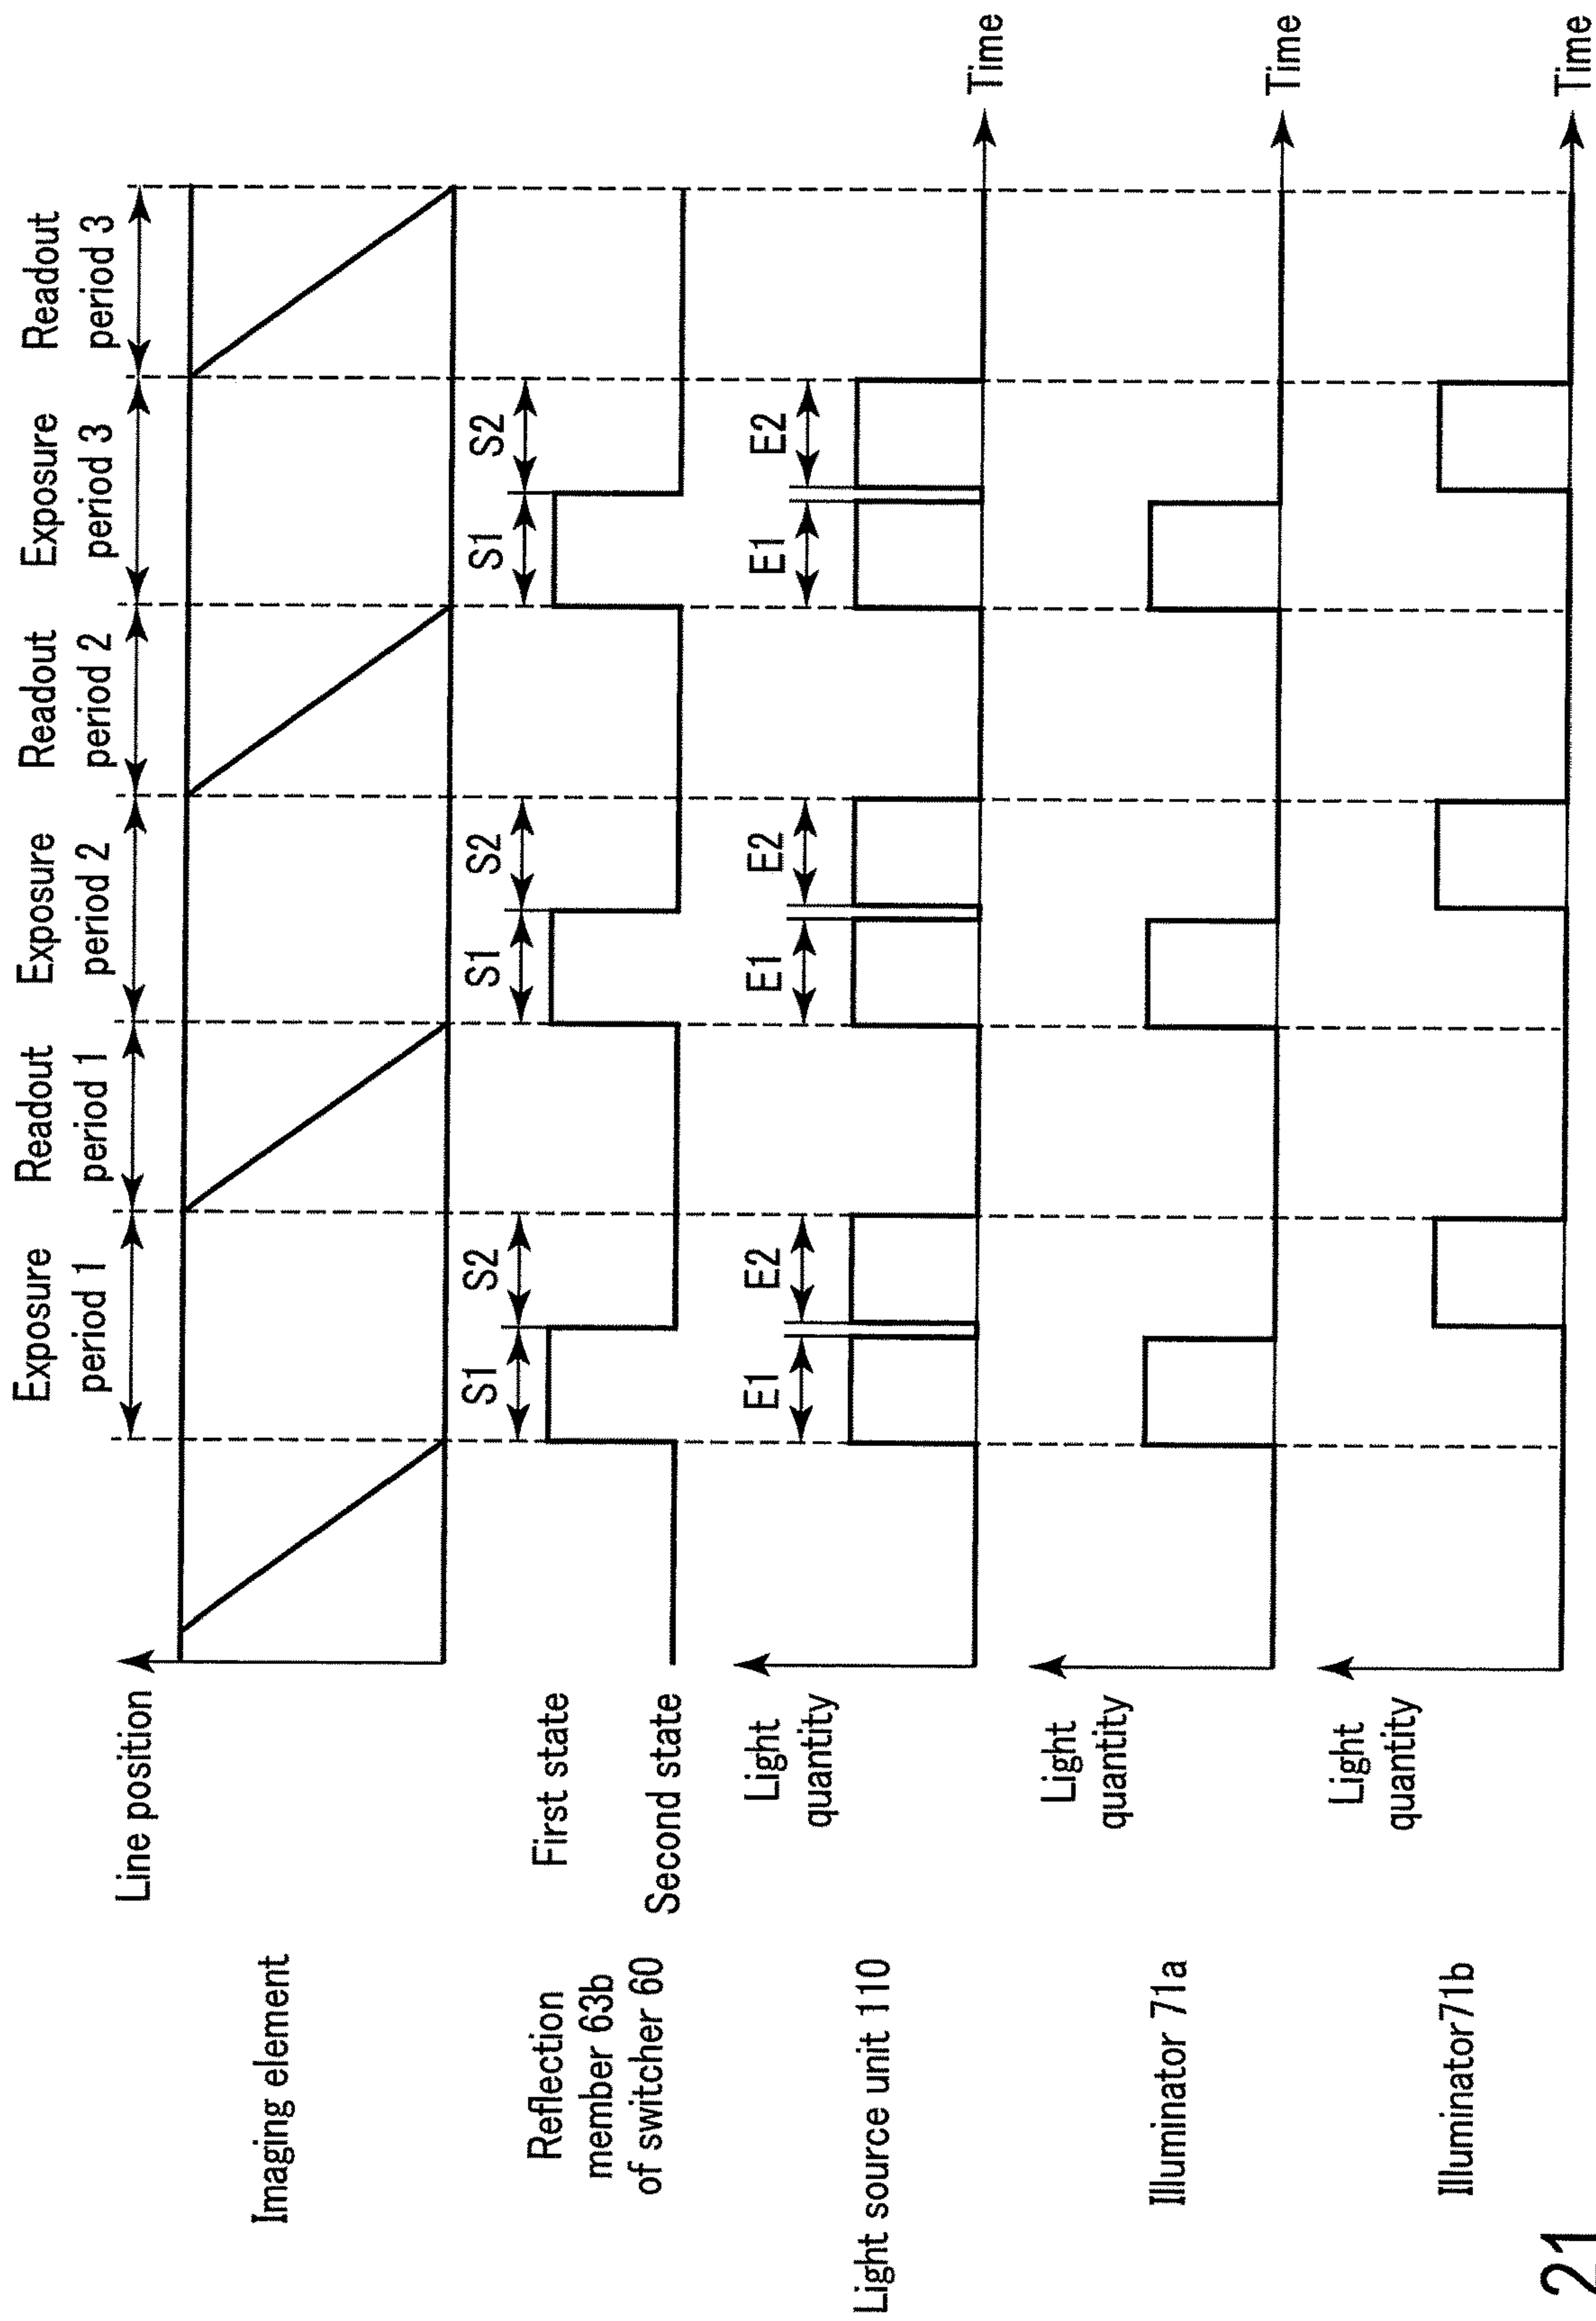 Exposure
period 1
Readout
period 1
Exposure
period 2
Readout
period 2
Exposure
period 3
Readout
period 3
Imaging element
Line position
Reflection
member 63b
of switcher 60
First state
Second state
S1
S2
S1
S2
S1
S2
Light source unit 110
Light
quantity
E1
E2
E1
E2
E1
E2
Time
Illuminator 71a
Light
quantity
Time
Illuminator71b
Light
quantity
Time
21